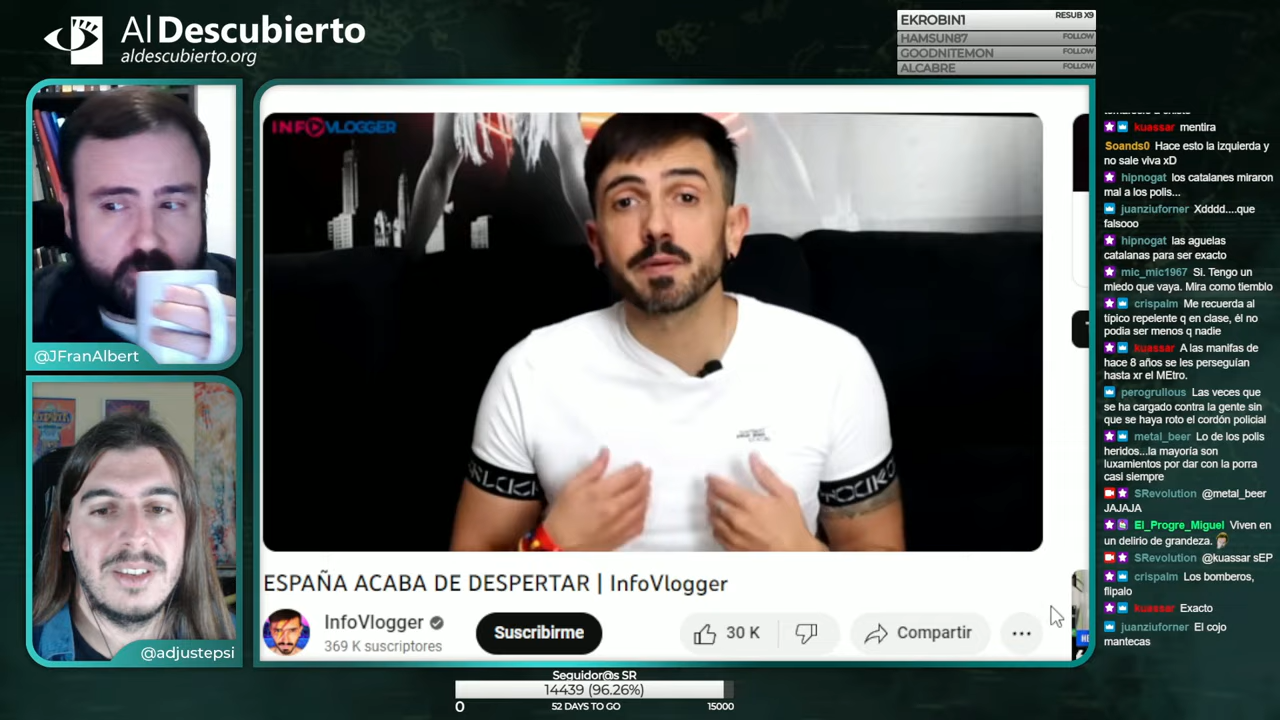 Al Descubierto
aldescubierto.org
EKROBIN1 RESUB X9
HAMSUN87 FOLLOW
GOODNITEMON FOLLOW
ALCABRE FOLLOW
INFOVLOGGER
@JFranAlbert
@adjustepsi
ESPAÑA ACABA DE DESPERTAR | InfoVlogger
InfoVlogger
369 K suscriptores
Suscribirme
30 K
Compartir
Seguidor@s SR
14439 (96.26%)
0 52 DAYS TO GO 15000
kuassar mentira
Soands0 Hace esto la Izquierda y
no sale viva xD
hipnogat los catalanes miraron
mal a los polis...
juanziuforner Xdddd....que
falsooo
hipnogat las aguelas
catalanas para ser exacto
mic_mic1967 Si. Tengo un
miedo que vaya. Mira como tiemblo
crispalm Me recuerda al
típico repelente q en clase, él no
podia ser menos q nadie
kuassar A las manifas de
hace 8 años se les perseguían
hasta xr el MEtro.
perogrullous Las veces que
se ha cargado contra la gente sin
que se haya roto el cordón policial
metal_beer Lo de los polis
heridos...la mayoría son
luxamientos por dar con la porra
casi siempre
SRevolution @metal_beer
JAJAJA
El_Progre_Miguel Viven en
un delirio de grandeza.
SRevolution @kuassar sEP
crispalm Los bomberos,
flipalo
kuassar Exacto
juanziuforner El cojo
mantecas